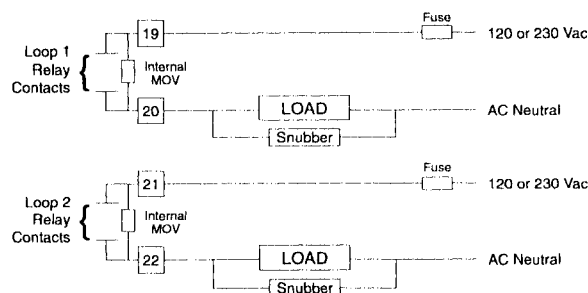 Fuse
19
120 or 230 Vac
Loop 1
Relay
Contacts
Internal
MOV
20
LOAD
AC Neutral
Snubber
Fuse
21
120 or 230 Vac
Loop 2
Relay
Contacts
Internal
MOV
22
LOAD
AC Neutral
Snubber